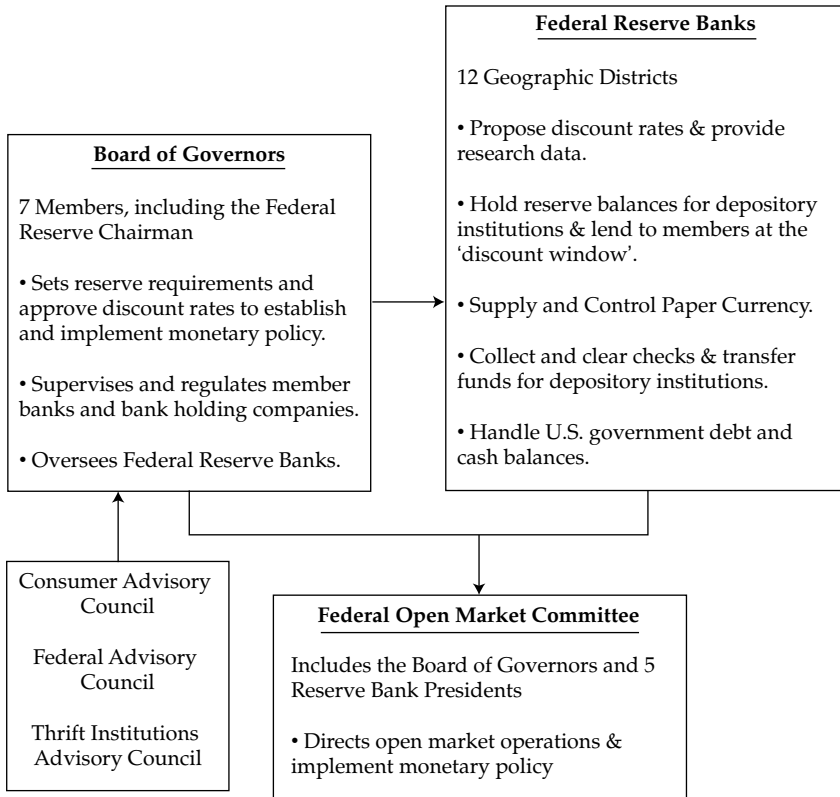 Board of Governors
7 Members, including the Federal
Reserve Chairman
• Sets reserve requirements and
approve discount rates to establish
and implement monetary policy.
• Supervises and regulates member
banks and bank holding companies.
• Oversees Federal Reserve Banks.
Federal Reserve Banks
12 Geographic Districts
• Propose discount rates & provide
research data.
• Hold reserve balances for depository
institutions & lend to members at the
‘discount window’.
• Supply and Control Paper Currency.
• Collect and clear checks & transfer
funds for depository institutions.
• Handle U.S. government debt and
cash balances.
Consumer Advisory
Council
Federal Advisory
Council
Thrift Institutions
Advisory Council
Federal Open Market Committee
Includes the Board of Governors and 5
Reserve Bank Presidents
• Directs open market operations &
implement monetary policy